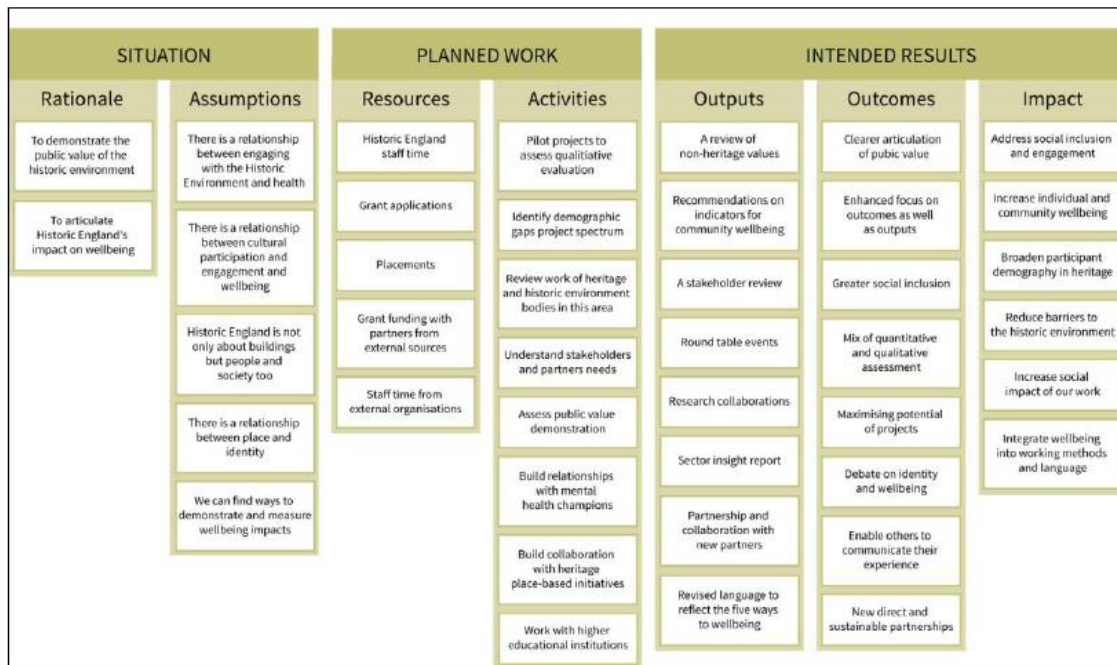 SITUATION
PLANNED WORK
INTENDED RESULTS
Rationale
To demonstrate the
public value of the
historic environment
To articulate
Historic England's
impact on wellbeing
Assumptions
There is a relationship
between engaging
with the Historic
Environment and health
There is a relationship
between cultural
participation and
engagement and
wellbeing
Historic England is not
only about buildings
but people and
society too
There is a relationship
between place and
identity
We can find ways to
demonstrate and measure
wellbeing impacts
Resources
Historic England
staff time
Grant applications
Placements
Grant funding with
partners from
external sources
Staff time from
external organisations
Activities
Pilot projects to
assess qualitiative
evaluation
Identify demographic
gaps project spectrum
Review work of heritage
and historic environment
bodies in this area
Understand stakeholders
and partners needs
Assess public value
demonstration
Build relationships
with mental
health champions
Build collaboration
with heritage
place-based initiatives
Work with higher
educational institutions
Outputs
A review of
non-heritage values
Recommendations on
indicators for
community wellbeing
A stakeholder review
Round table events
Research collaborations
Sector insight report
Partnership and
collaboration with
new partners
Revised language to
reflect the five ways
to wellbeing
Outcomes
Clearer articulation
of pubic value
Enhanced focus on
outcomes as well
as outputs
Greater social inclusion
Mix of quantitative
and qualitative
assessment
Maximising potential
of projects
Debate on identity
and wellbeing
Enable others to
communicate their
experience
New direct and
sustainable partnerships
Impact
Address social inclusion
and engagement
Increase individual and
community wellbeing
Broaden participant
demography in heritage
Reduce barriers to
the historic environment
Increase social
impact of our work
Integrate wellbeing
into working methods
and language